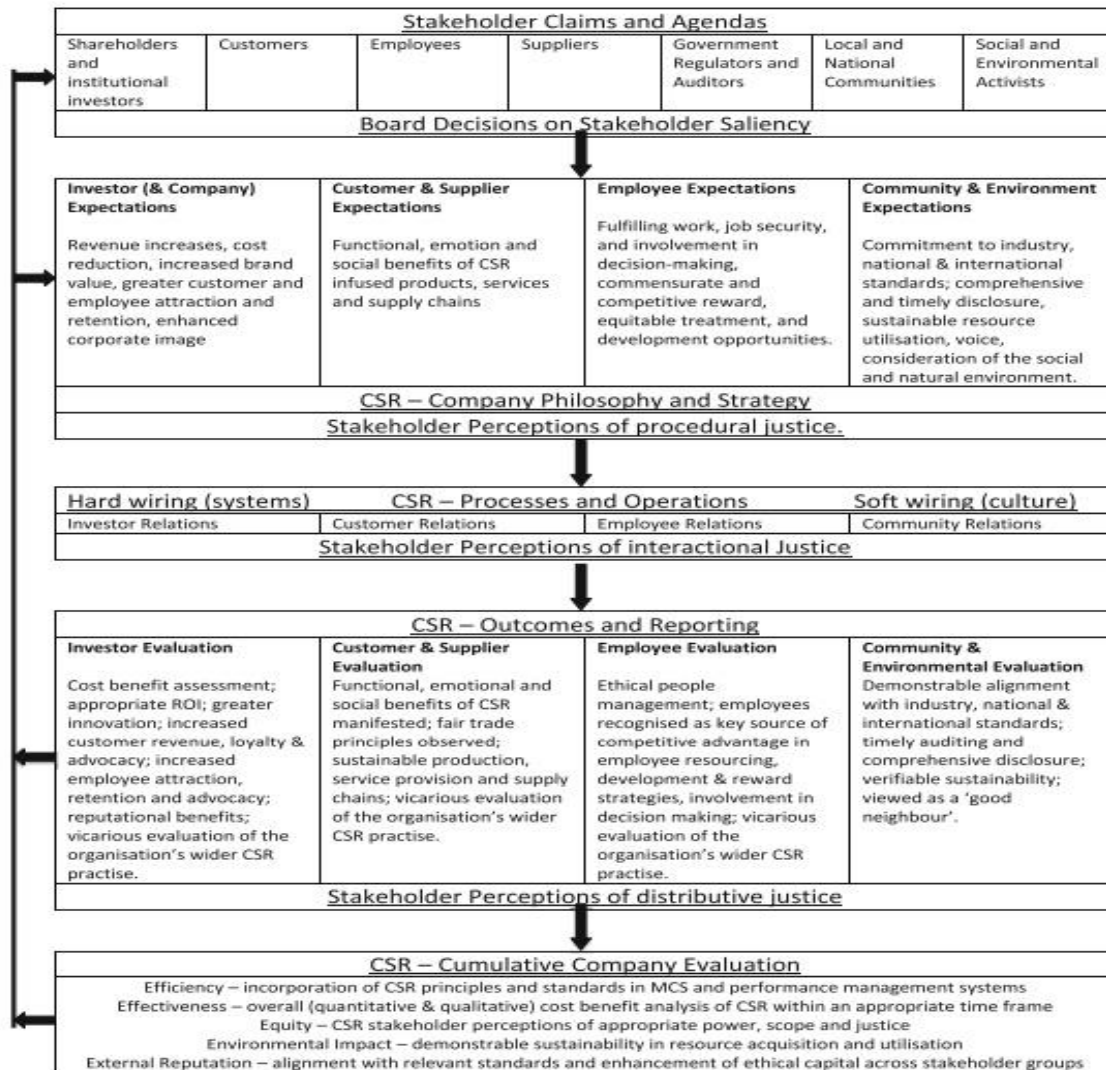 Stakeholder Claims and Agendas
Shareholders
and
institutional
investors
Customers
Employees
Suppliers
Government
Regulators and
Auditors
Local and
National
Communities
Social and
Environmental
Activists
Board Decisions on Stakeholder Saliency
Investor (& Company)
Expectations
Revenue increases, cost
reduction, increased brand
value, greater customer and
employee attraction and
retention, enhanced
corporate image
Customer & Supplier
Expectations
Functional, emotion and
social benefits of CSR
infused products, services
and supply chains
Employee Expectations
Fulfilling work, job security,
and involvement in
decision-making,
commensurate and
competitive reward,
equitable treatment, and
development opportunities.
Community & Environment
Expectations
Commitment to industry,
national & international
standards; comprehensive
and timely disclosure,
sustainable resource
utilisation, voice,
consideration of the social
and natural environment.
CSR – Company Philosophy and Strategy
Stakeholder Perceptions of procedural justice.
Hard wiring (systems) CSR – Processes and Operations Soft wiring (culture)
Investor Relations
Customer Relations
Employee Relations
Community Relations
Stakeholder Perceptions of interactional Justice
CSR – Outcomes and Reporting
Investor Evaluation
Cost benefit assessment;
appropriate ROI; greater
innovation; increased
customer revenue, loyalty &
advocacy; increased
employee attraction,
retention and advocacy;
reputational benefits;
vicarious evaluation of the
organisation's wider CSR
practise.
Customer & Supplier
Evaluation
Functional, emotional and
social benefits of CSR
manifested; fair trade
principles observed;
sustainable production,
service provision and supply
chains; vicarious evaluation
of the organisation's wider
CSR practise.
Employee Evaluation
Ethical people
management; employees
recognised as key source of
competitive advantage in
employee resourcing,
development & reward
strategies, involvement in
decision making; vicarious
evaluation of the
organisation's wider CSR
practise.
Community &
Environmental Evaluation
Demonstrable alignment
with industry, national &
international standards;
timely auditing and
comprehensive disclosure;
verifiable sustainability;
viewed as a 'good
neighbour'.
Stakeholder Perceptions of distributive justice
CSR – Cumulative Company Evaluation
Efficiency – incorporation of CSR principles and standards in MCS and performance management systems
Effectiveness – overall (quantitative & qualitative) cost benefit analysis of CSR within an appropriate time frame
Equity – CSR stakeholder perceptions of appropriate power, scope and justice
Environmental Impact – demonstrable sustainability in resource acquisition and utilisation
External Reputation – alignment with relevant standards and enhancement of ethical capital across stakeholder groups